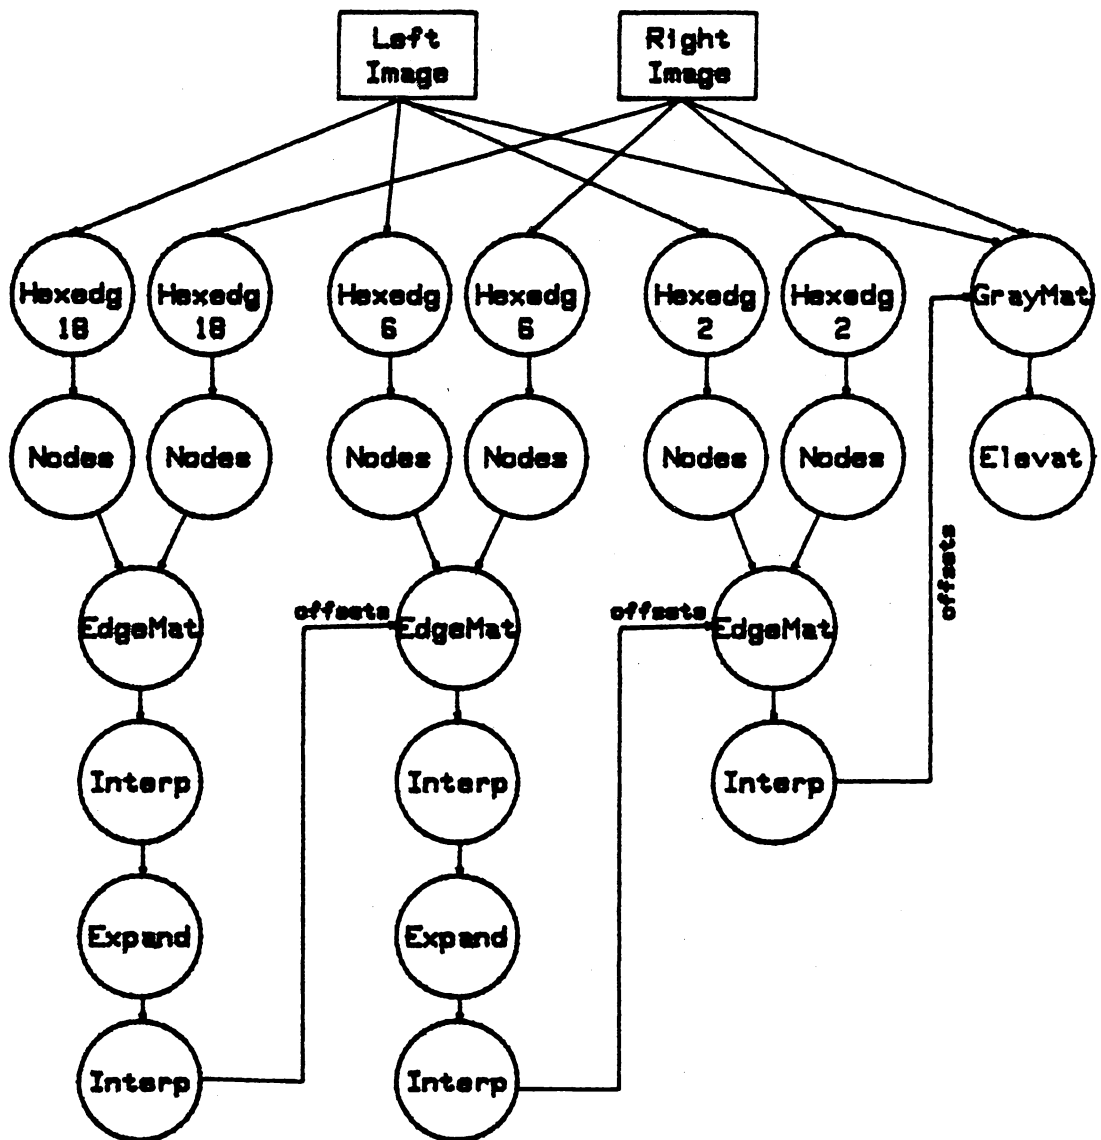 Left
Image
Right
Image
Hexedg
18
Hexedg
18
Hexedg
6
Hexedg
6
Hexedg
2
Hexedg
2
GrayMat
Nodes
Nodes
Nodes
Nodes
Nodes
Nodes
Elevat
offsets
EdgeMat
offsets
EdgeMat
offsets
EdgeMat
Interp
Interp
Interp
Expand
Expand
Interp
Interp